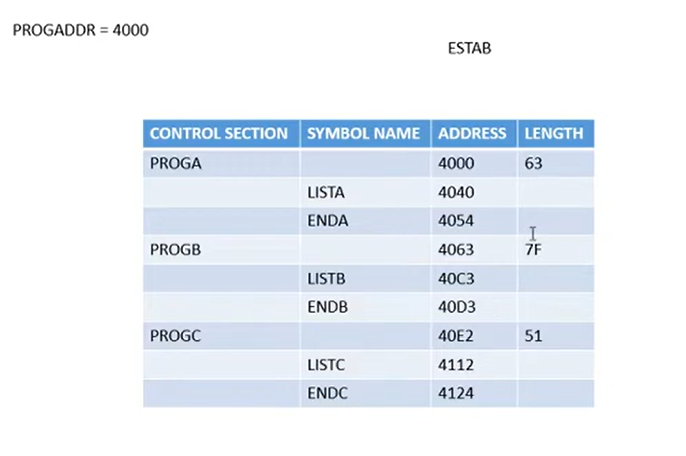 PROGADDR = 4000
ESTAB
CONTROL SECTION SYMBOL NAME ADDRESS LENGTH
PROGA 4000 63
LISTA 4040
ENDA 4054
PROGB 4063 7F
LISTB 40C3
ENDB 40D3
PROGC 40E2 51
LISTC 4112
ENDC 4124